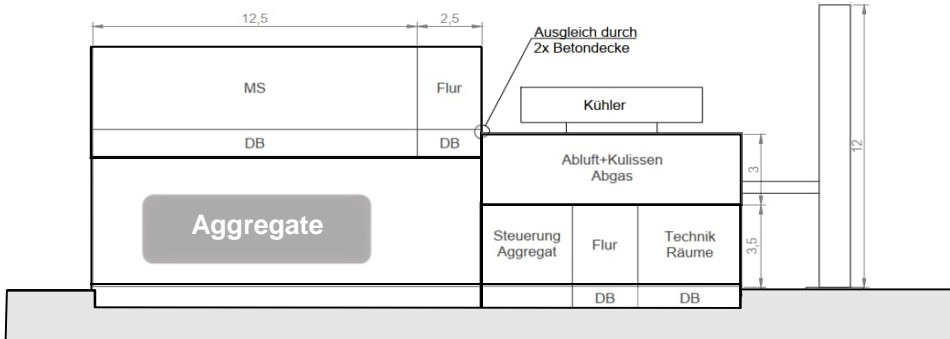 12,5
2,5
Ausgleich durch
2x Betondecke
MS
Flur
Kühler
DB
DB
Abluft+Kulissen
Abgas
3
12
Aggregate
Steuerung
Aggregat
Flur
Technik
Räume
3,5
DB
DB